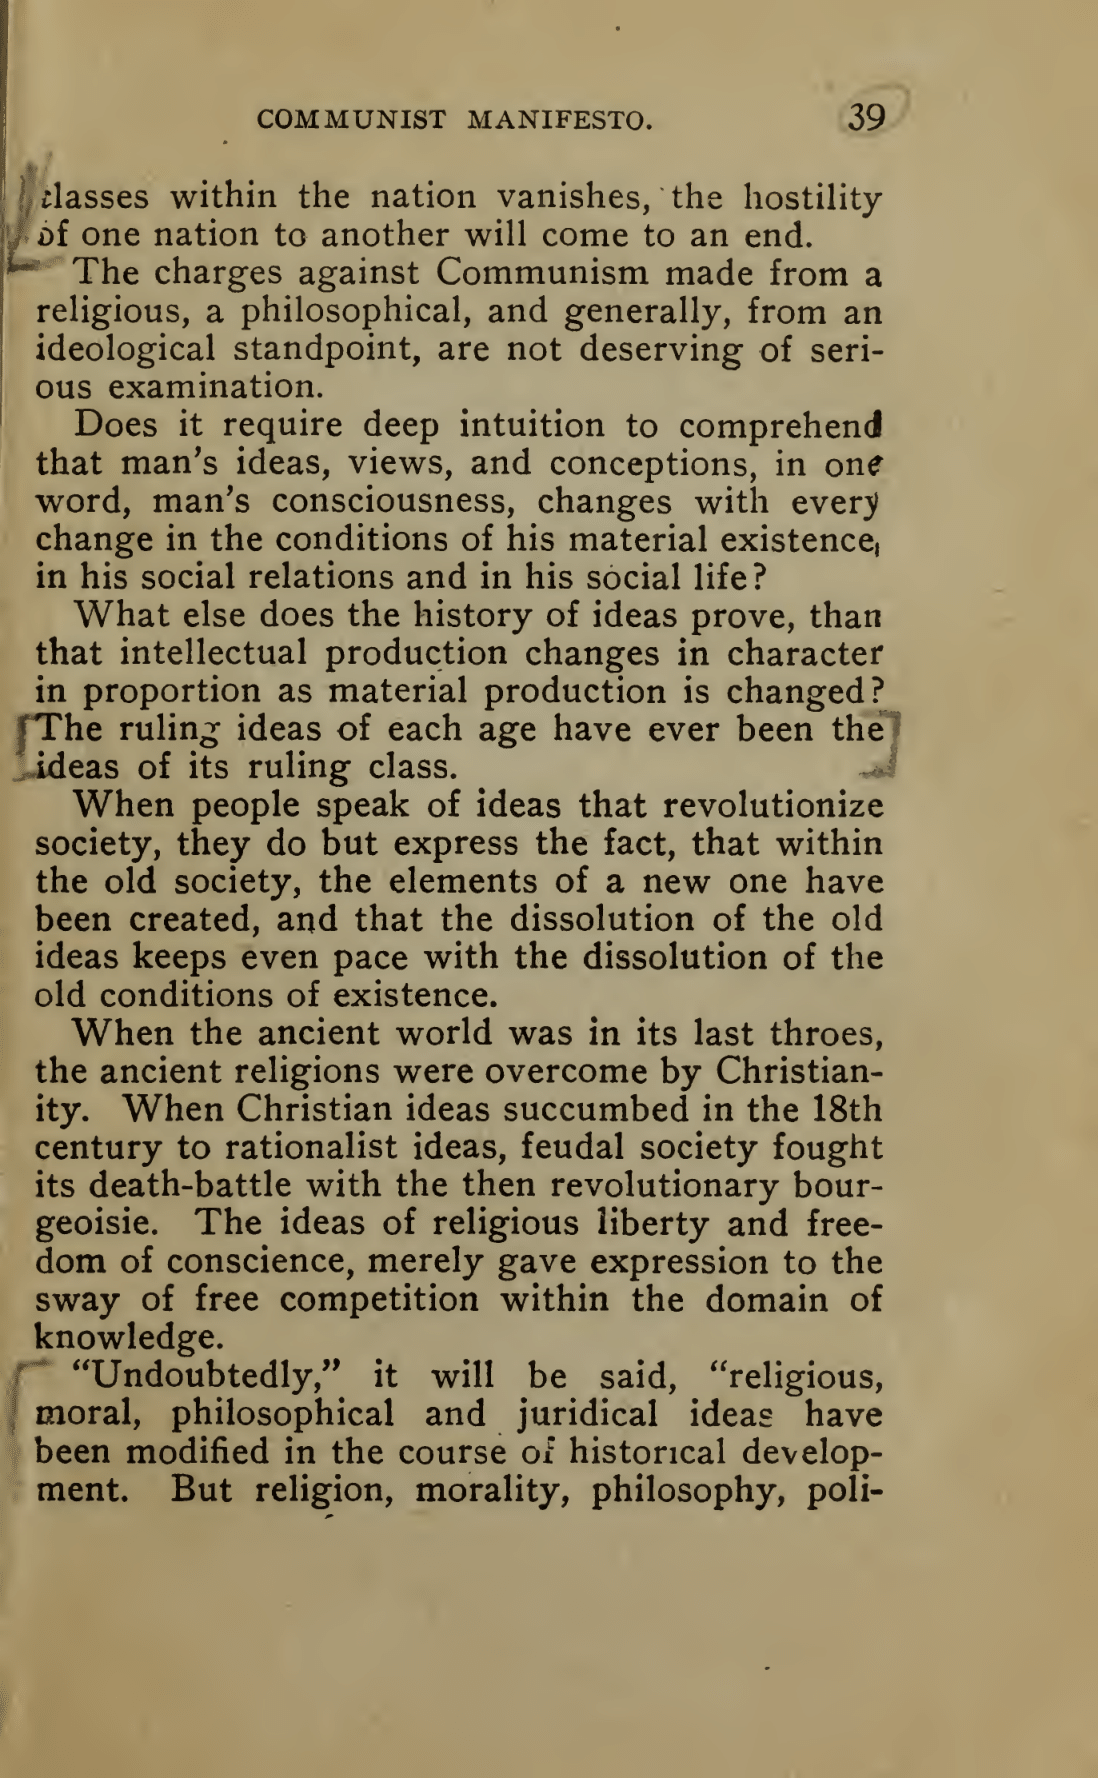 COMMUNIST MANIFESTO. 39
classes within the nation vanishes, the hostility
of one nation to another will come to an end.
The charges against Communism made from a
religious, a philosophical, and generally, from an
ideological standpoint, are not deserving of seri-
ous examination.
Does it require deep intuition to comprehend
that man's ideas, views, and conceptions, in one
word, man's consciousness, changes with every
change in the conditions of his material existence,
in his social relations and in his social life?
What else does the history of ideas prove, than
that intellectual production changes in character
in proportion as material production is changed?
The ruling ideas of each age have ever been the
ideas of its ruling class.
When people speak of ideas that revolutionize
society, they do but express the fact, that within
the old society, the elements of a new one have
been created, and that the dissolution of the old
ideas keeps even pace with the dissolution of the
old conditions of existence.
When the ancient world was in its last throes,
the ancient religions were overcome by Christian-
ity. When Christian ideas succumbed in the 18th
century to rationalist ideas, feudal society fought
its death-battle with the then revolutionary bour-
geoisie. The ideas of religious liberty and free-
dom of conscience, merely gave expression to the
sway of free competition within the domain of
knowledge.
"Undoubtedly," it will be said, "religious,
moral, philosophical and juridical ideas have
been modified in the course of historical develop-
ment. But religion, morality, philosophy, poli-